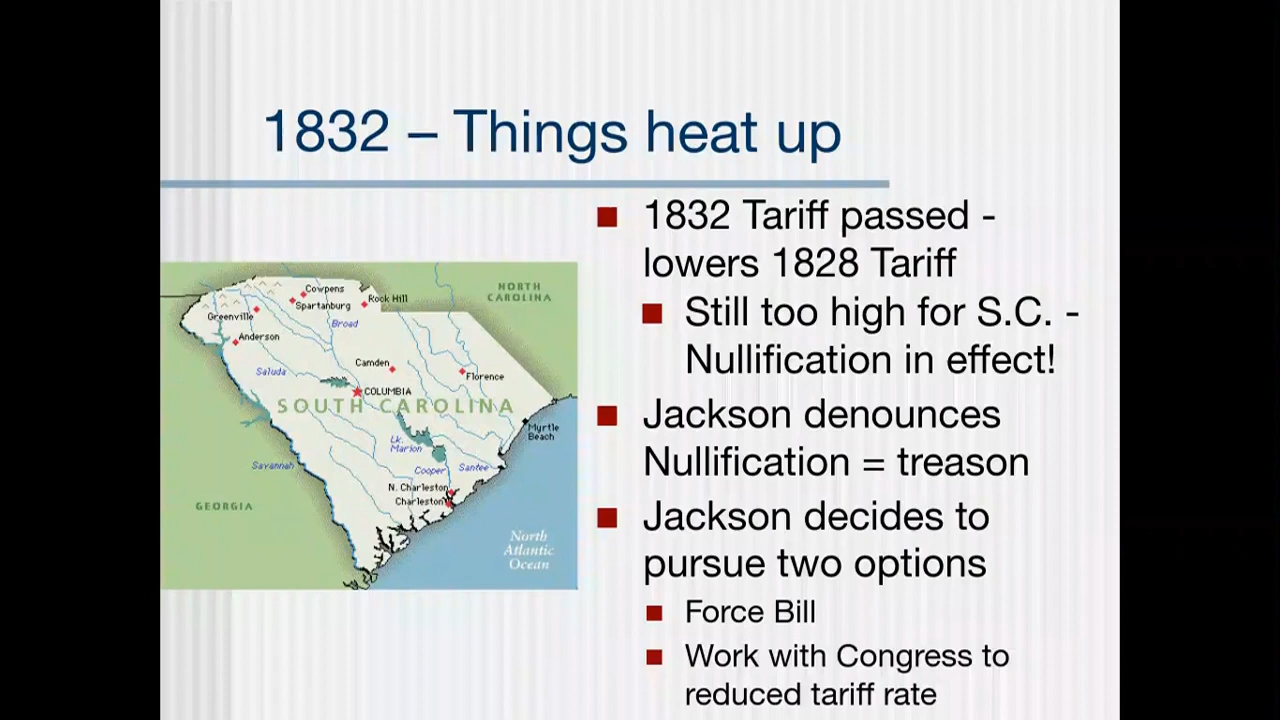 1832 – Things heat up
1832 Tariff passed -
lowers 1828 Tariff
Still too high for S.C. -
Nullification in effect!
Jackson denounces
Nullification = treason
Jackson decides to
pursue two options
Force Bill
Work with Congress to
reduced tariff rate
NORTH
CAROLINA
Cowpens
Spartanburg
Rock Hill
Greenville
Broad
Anderson
Camden
Saluda
Florence
COLUMBIA
SOUTH CAROLINA
Myrtle
Beach
Lk.
Marion
Savannah
Cooper
Santee
N. Charleston
Charleston
GEORGIA
North
Atlantic
Ocean